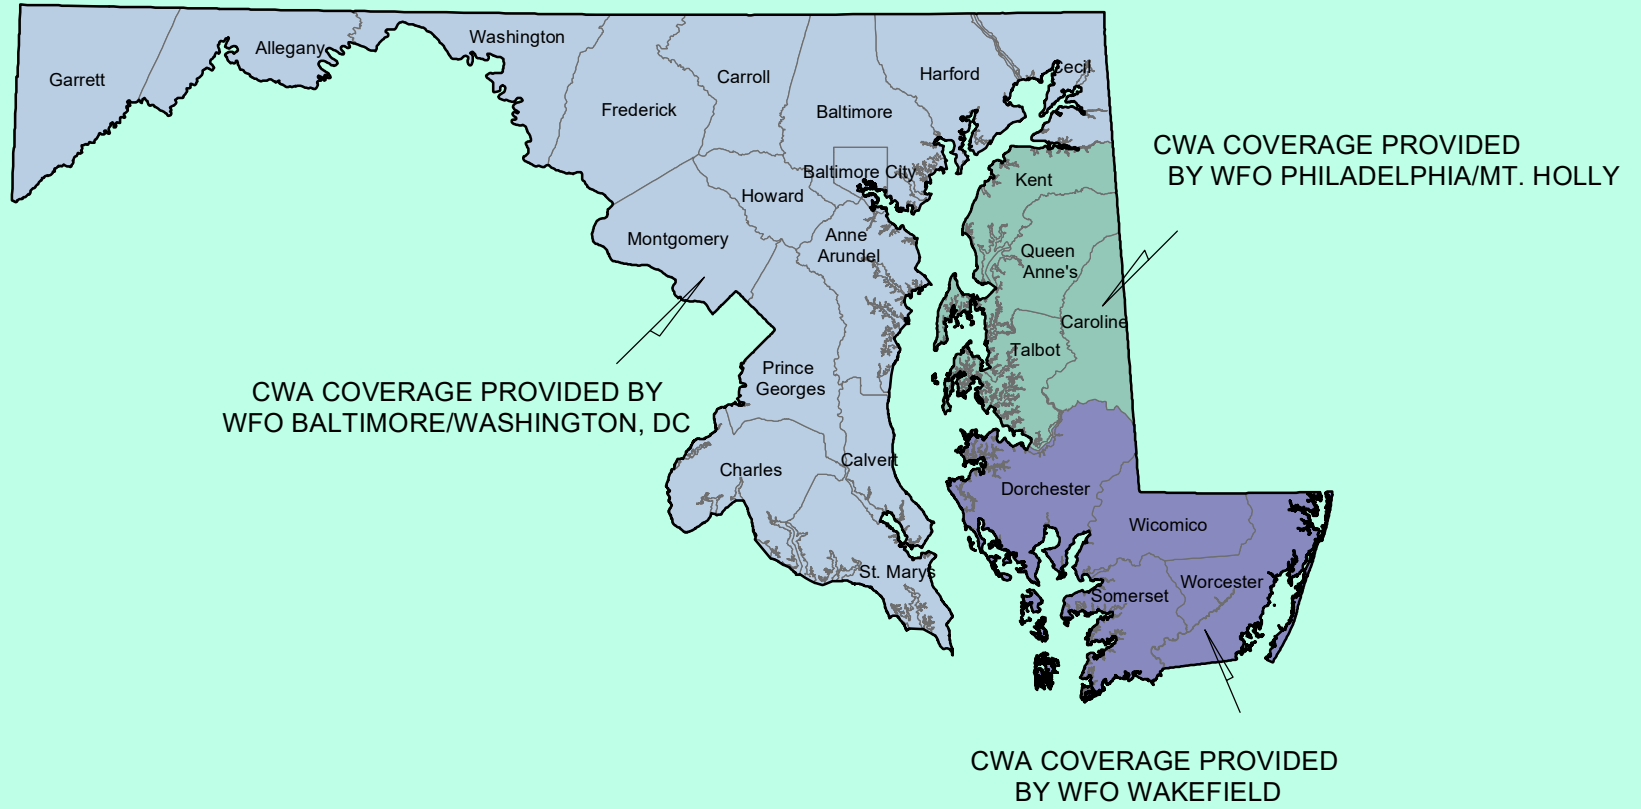 Garrett
Allegany
Washington
Frederick
Carroll
Baltimore
Harford
Cecil
Baltimore City
Howard
Montgomery
Anne
Arundel
Kent
Queen
Anne's
Caroline
Talbot
Prince
Georges
Charles
Calvert
St. Marys
Dorchester
Wicomico
Worcester
Somerset
CWA COVERAGE PROVIDED
BY WFO PHILADELPHIA/MT. HOLLY
CWA COVERAGE PROVIDED BY
WFO BALTIMORE/WASHINGTON, DC
CWA COVERAGE PROVIDED
BY WFO WAKEFIELD